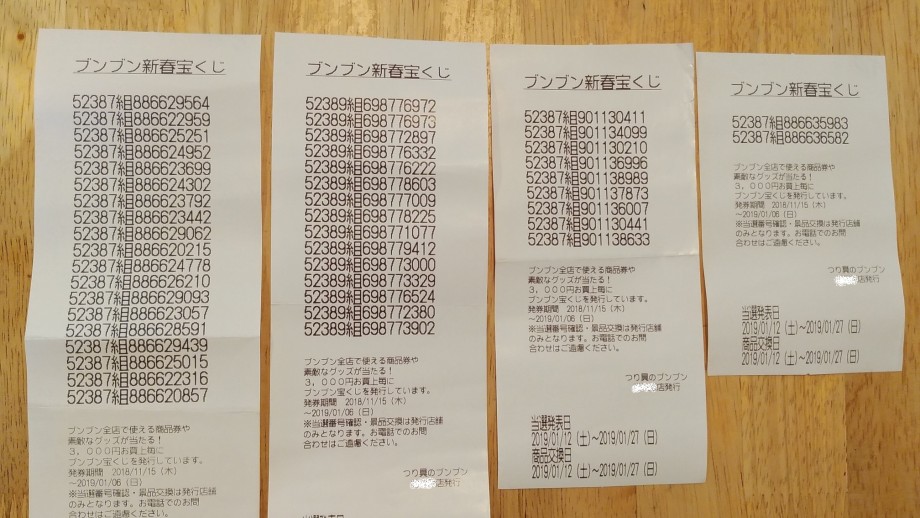 ブンブン新春宝くじ
52387組886629564
52387組886622959
52387組886625251
52387組886624952
52387組886623699
52387組886624302
52387組886623792
52387組886623442
52387組886629062
52387組886620215
52387組886624778
52387組886626210
52387組886629093
52387組886623057
52387組886628591
52387組886629439
52387組886625015
52387組886622316
52387組886620857
ブンブン全店で使える商品券や
素敵なグッズが当たる！
３，０００円お買上毎に
ブンブン宝くじを発行しています。
発券期間　2018/11/15（木）
～2019/01/06（日）
※当選番号確認・景品交換は発行店舗
のみとなります。お電話でのお問
合わせはご遠慮ください。
ブンブン新春宝くじ
52389組698776972
52389組698776973
52389組698772897
52389組698776332
52389組698776222
52389組698778603
52389組698777009
52389組698778225
52389組698771077
52389組698779412
52389組698773000
52389組698773329
52389組698776524
52389組698772380
52389組698773902
ブンブン全店で使える商品券や
素敵なグッズが当たる！
３，０００円お買上毎に
ブンブン宝くじを発行しています。
発券期間　2018/11/15（木）
～2019/01/06（日）
※当選番号確認・景品交換は発行店舗
のみとなります。お電話でのお問
合わせはご遠慮ください。
つり具のブンブン
店発行
当選発表日
ブンブン新春宝くじ
52387組901130411
52387組901134099
52387組901130210
52387組901136996
52387組901138989
52387組901137873
52387組901136007
52387組901130441
52387組901138633
ブンブン全店で使える商品券や
素敵なグッズが当たる！
３，０００円お買上毎に
ブンブン宝くじを発行しています。
発券期間　2018/11/15（木）
～2019/01/06（日）
※当選番号確認・景品交換は発行店舗
のみとなります。お電話でのお問
合わせはご遠慮ください。
つり具のブンブン
店発行
当選発表日
2019/01/12（土）～2019/01/27（日）
商品交換日
2019/01/12（土）～2019/01/27（日）
ブンブン新春宝くじ
52387組886635983
52387組886636582
ブンブン全店で使える商品券や
素敵なグッズが当たる！
３，０００円お買上毎に
ブンブン宝くじを発行しています。
発券期間　2018/11/15（木）
～2019/01/06（日）
※当選番号確認・景品交換は発行店舗
のみとなります。お電話でのお問
合わせはご遠慮ください。
つり具のブンブン
店発行
当選発表日
2019/01/12（土）～2019/01/27（日）
商品交換日
2019/01/12（土）～2019/01/27（日）